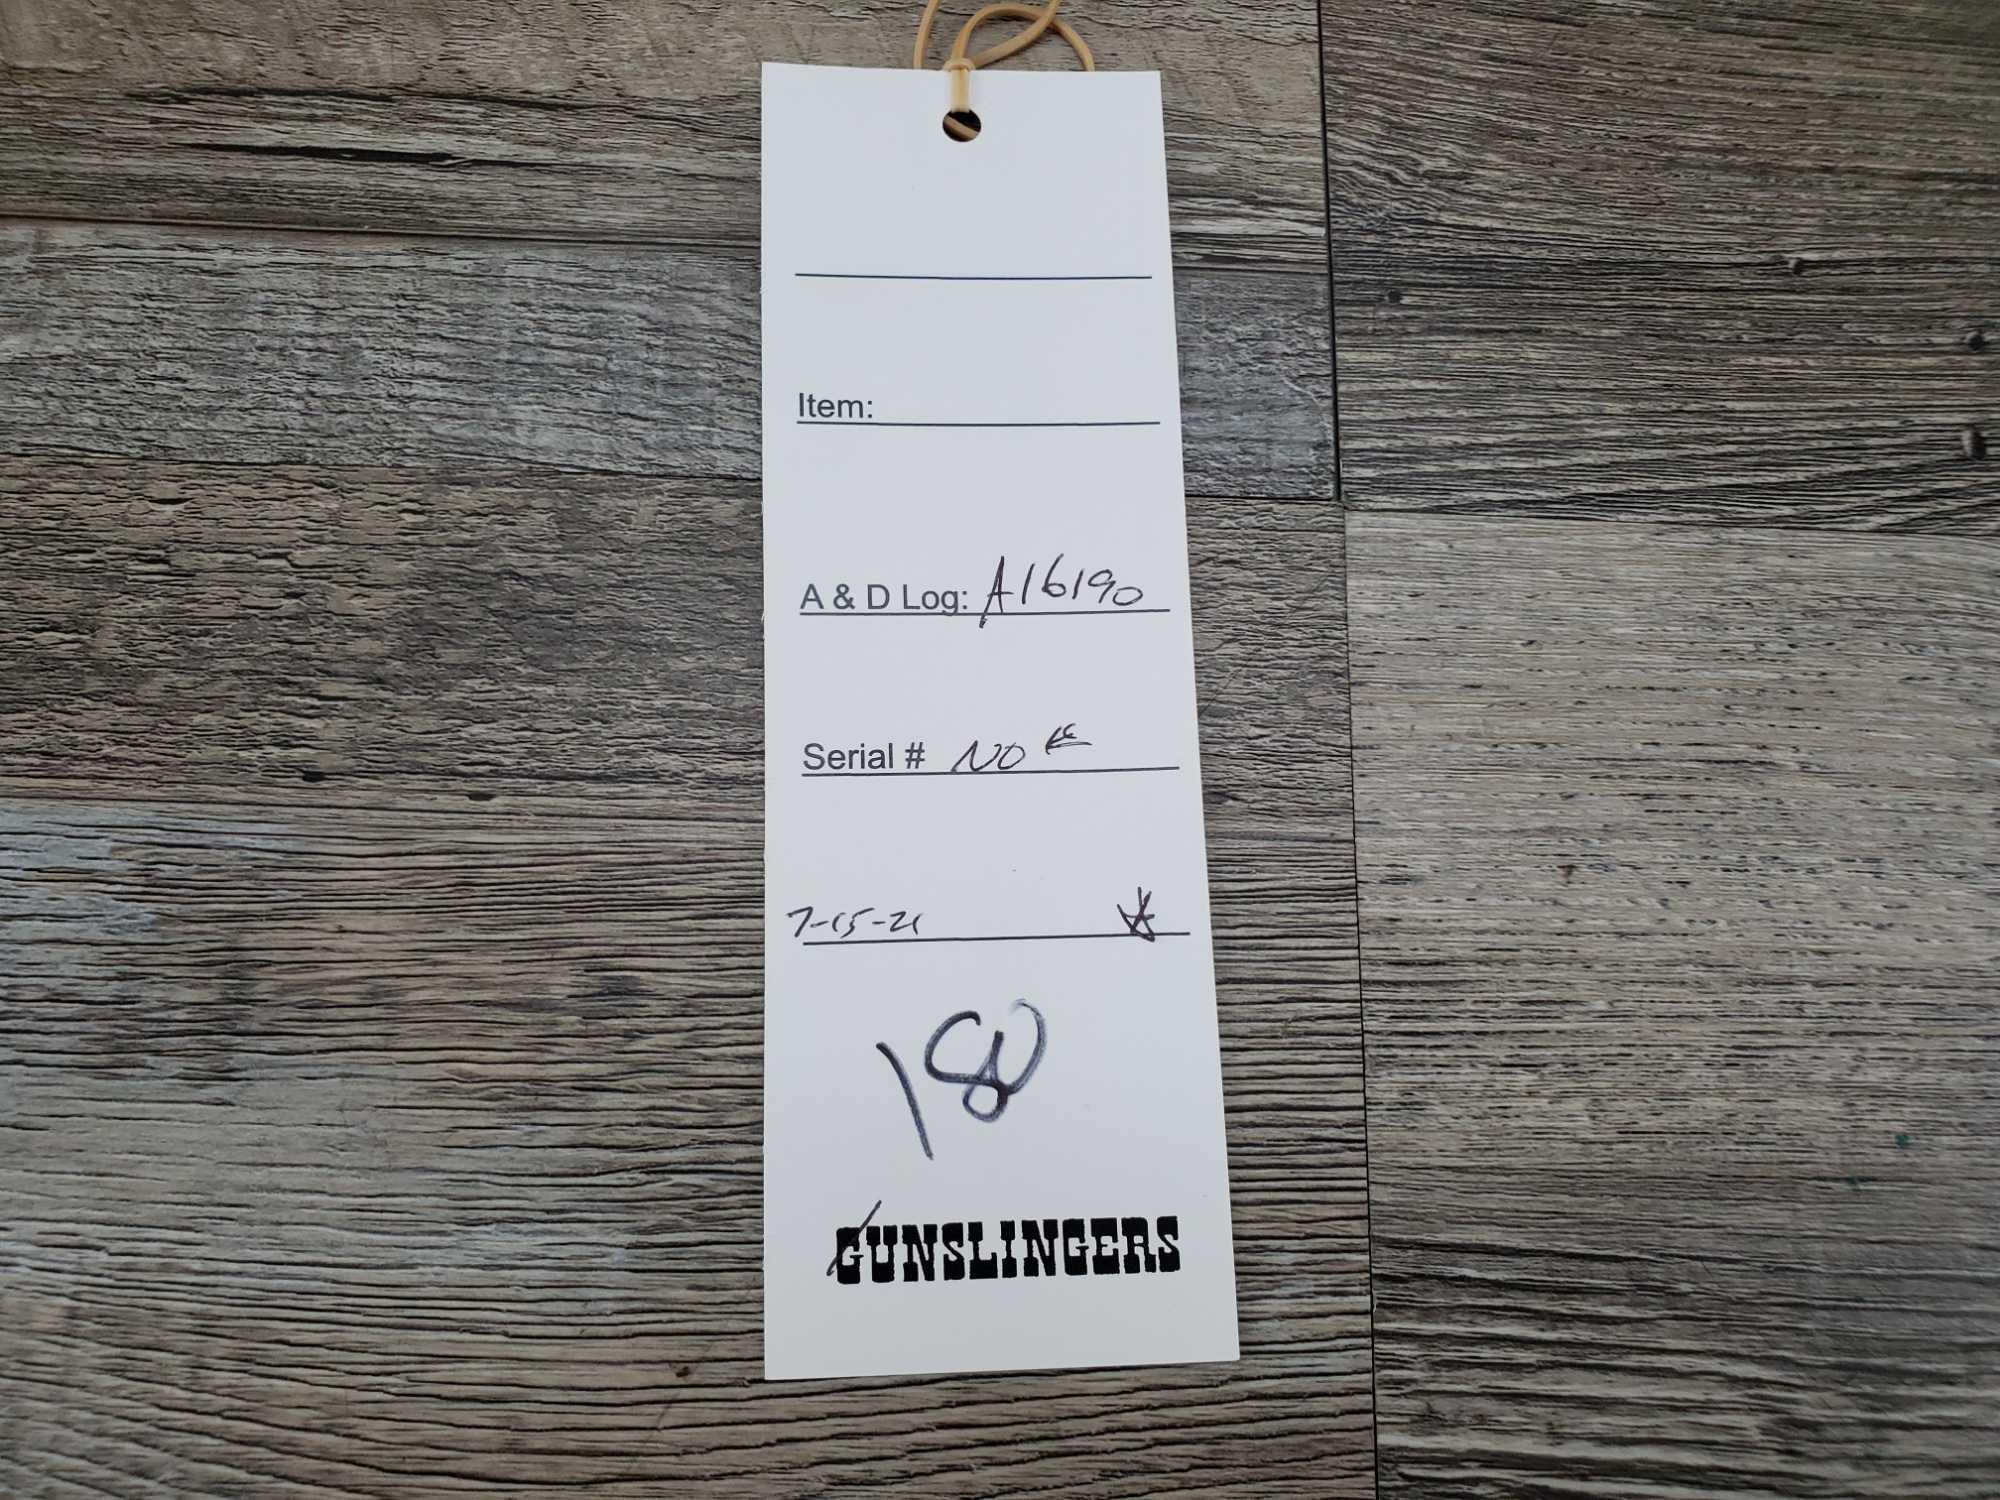 Item:
A & D Log: A16190
Serial # NO
7-15-21
180
GUNSLINGERS